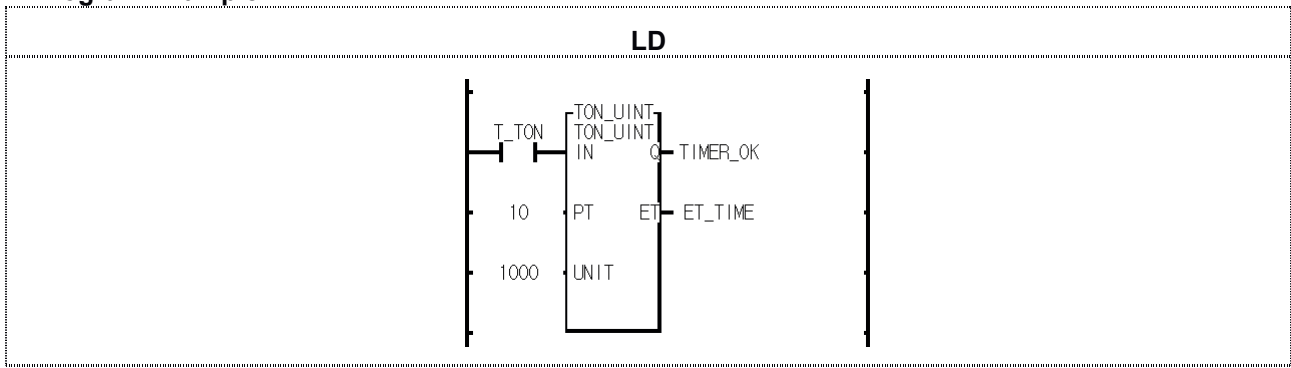 LD
TON_UINT
T_TON TON_UINT
IN Q TIMER_OK
10 PT ET ET_TIME
1000 UNIT